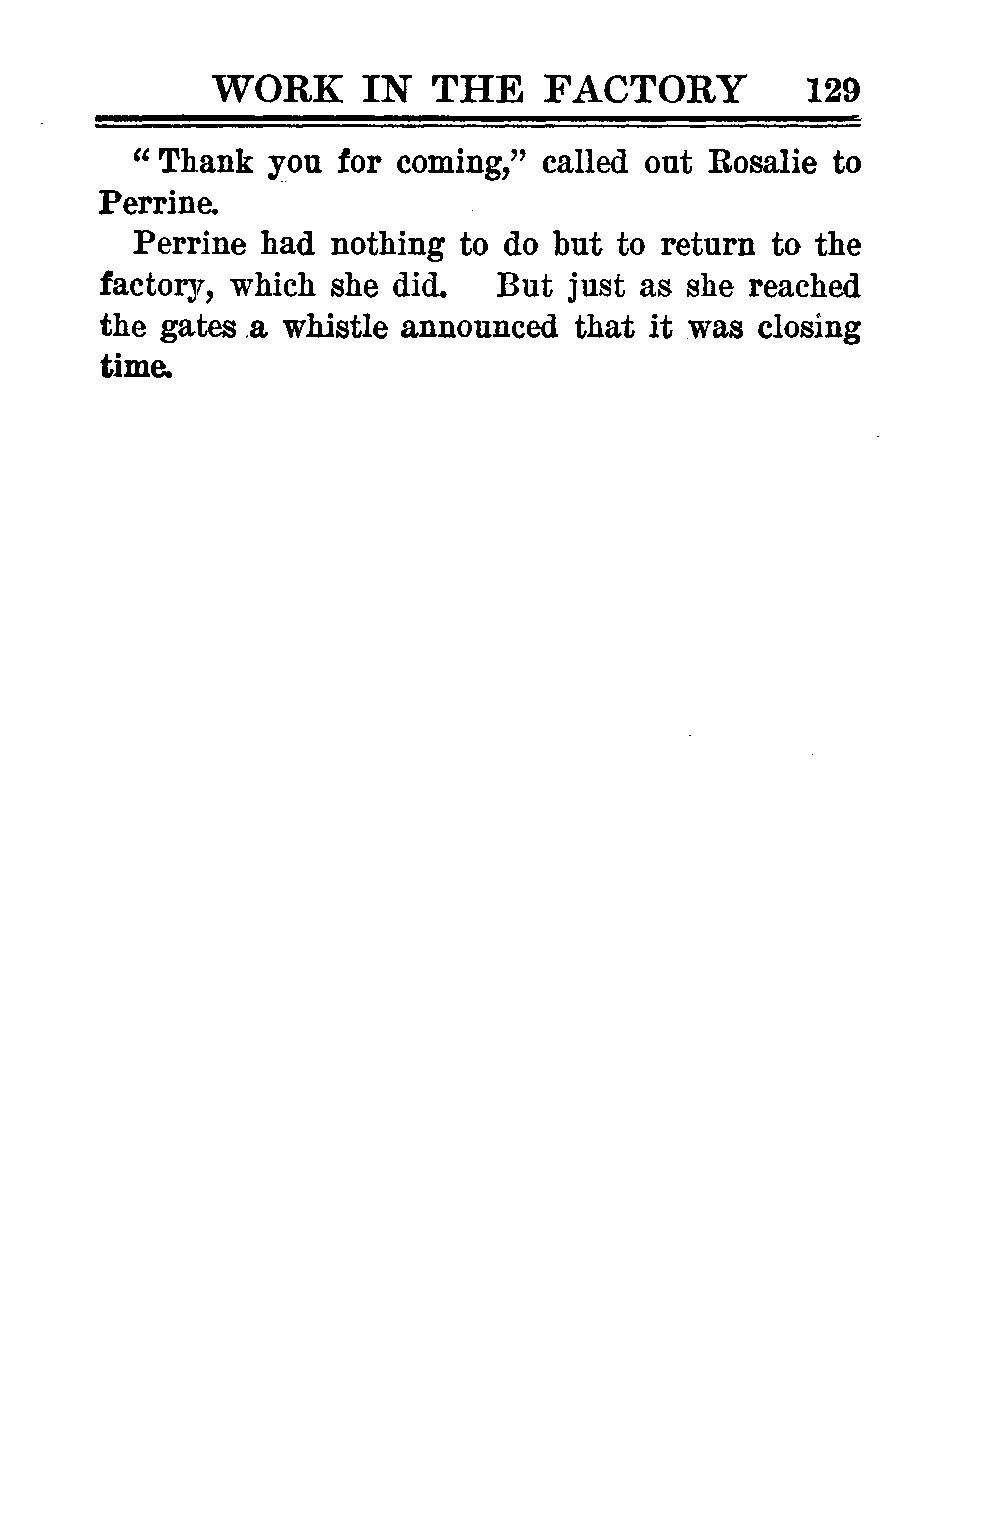 WORK IN THE FACTORY 129
“Thank you for coming,” called out Rosalie to
Perrine.
Perrine had nothing to do but to return to the
factory, which she did. But just as she reached
the gates a whistle announced that it was closing
time.